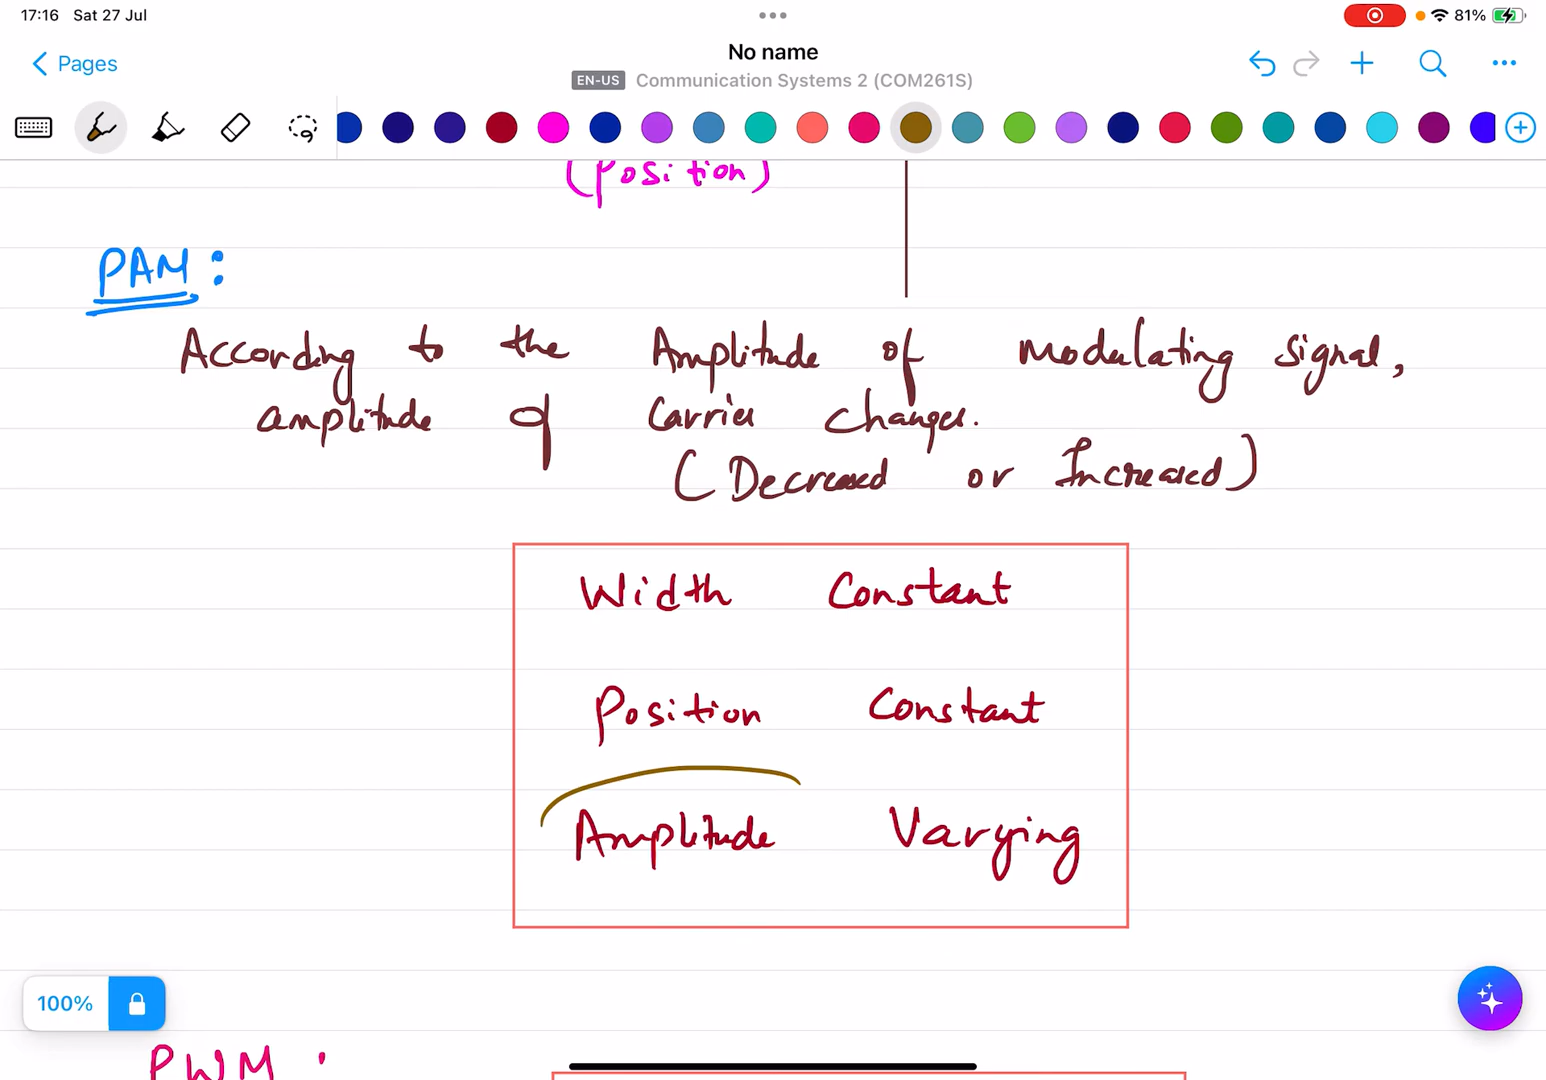 17:16 Sat 27 Jul
81%
No name
Pages
EN-US Communication Systems 2 (COM261S)
(Position)
PAM :
According to the Amplitude of modulating signal,
amplitude of Carrier changes.
(Decreased or Increased)
Width Constant
Position Constant
Amplitude Varying
100%
PWM :